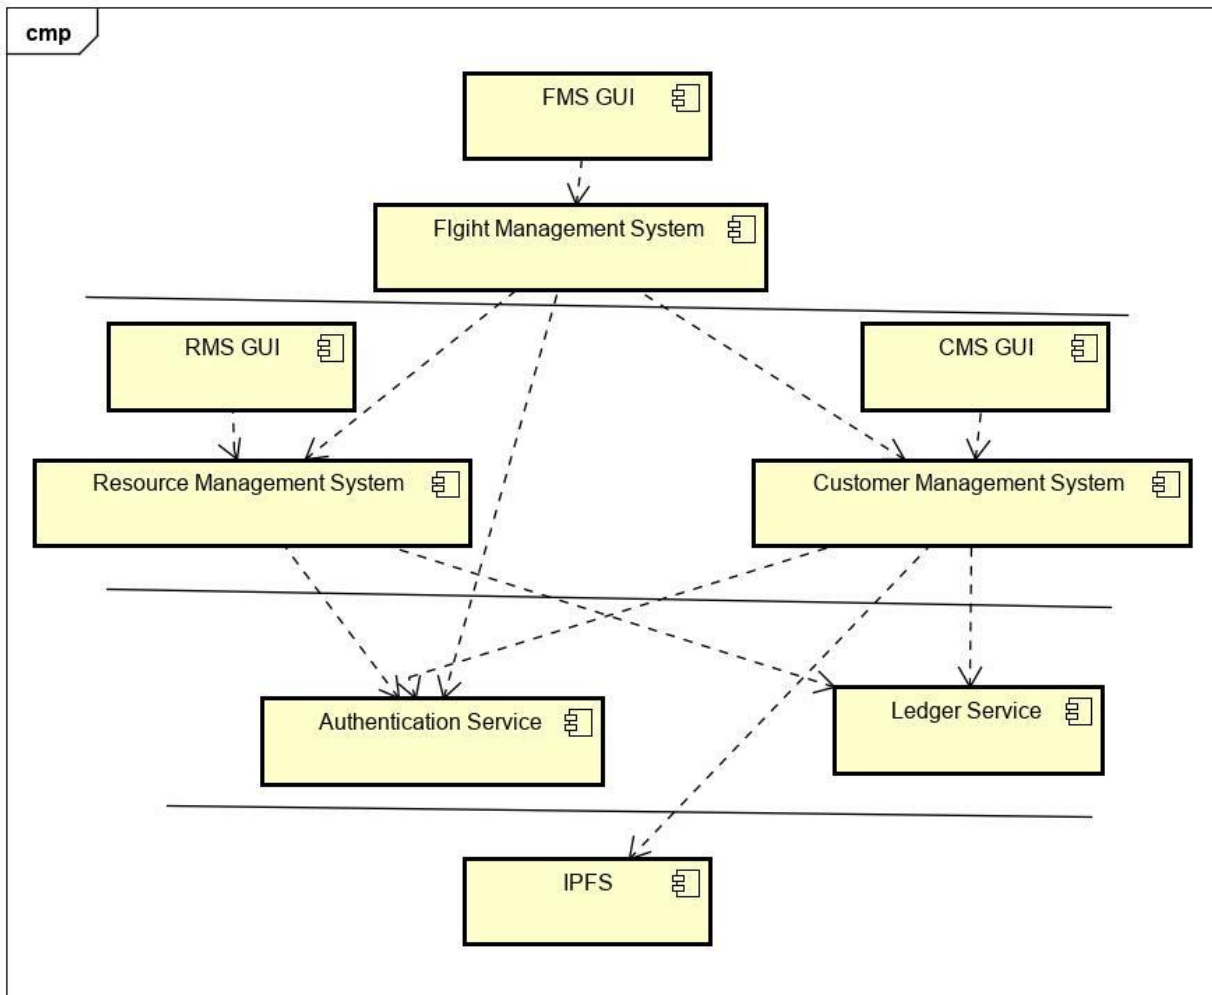 cmp
FMS GUI
Flgiht Management System
RMS GUI
CMS GUI
Resource Management System
Customer Management System
Authentication Service
Ledger Service
IPFS